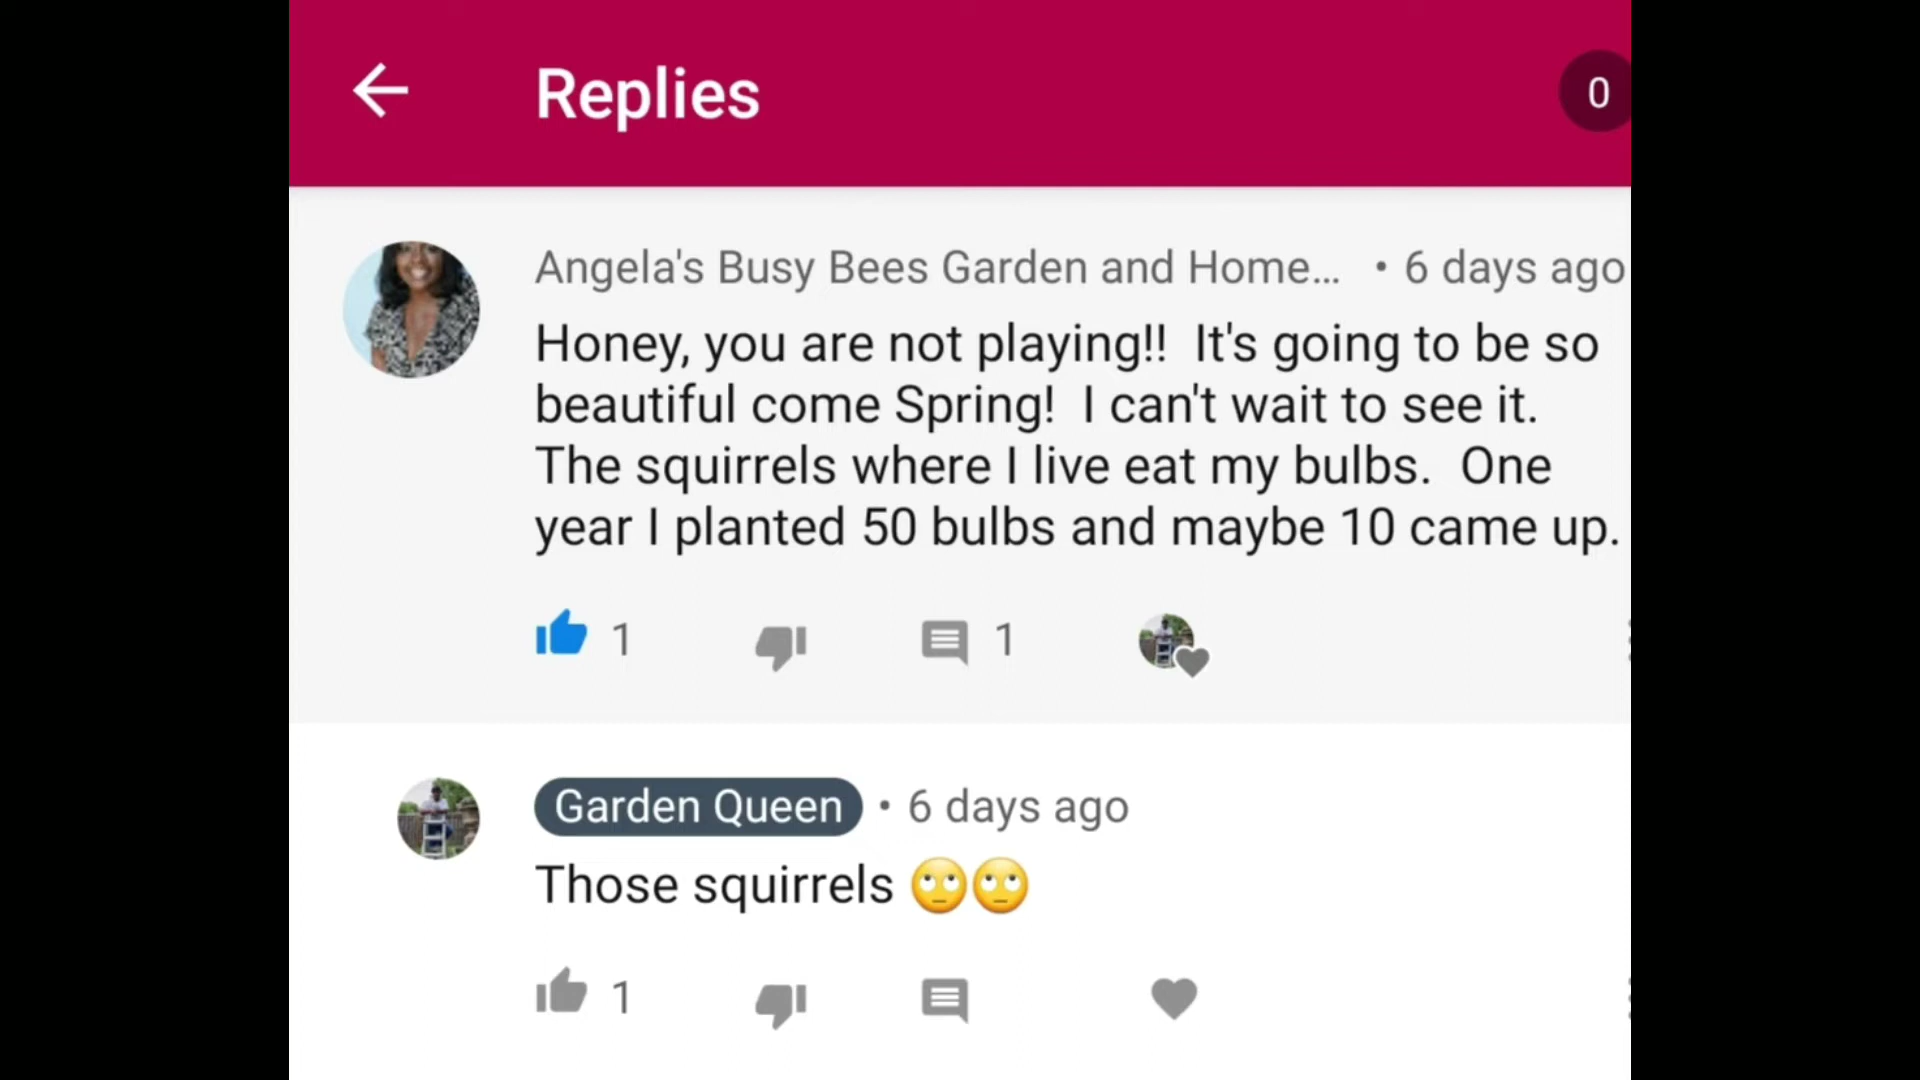 Replies
0
Angela's Busy Bees Garden and Home... • 6 days ago
Honey, you are not playing!!  It's going to be so
beautiful come Spring!  I can't wait to see it.
The squirrels where I live eat my bulbs.  One
year I planted 50 bulbs and maybe 10 came up.
1 1
Garden Queen • 6 days ago
Those squirrels 🙄🙄
1